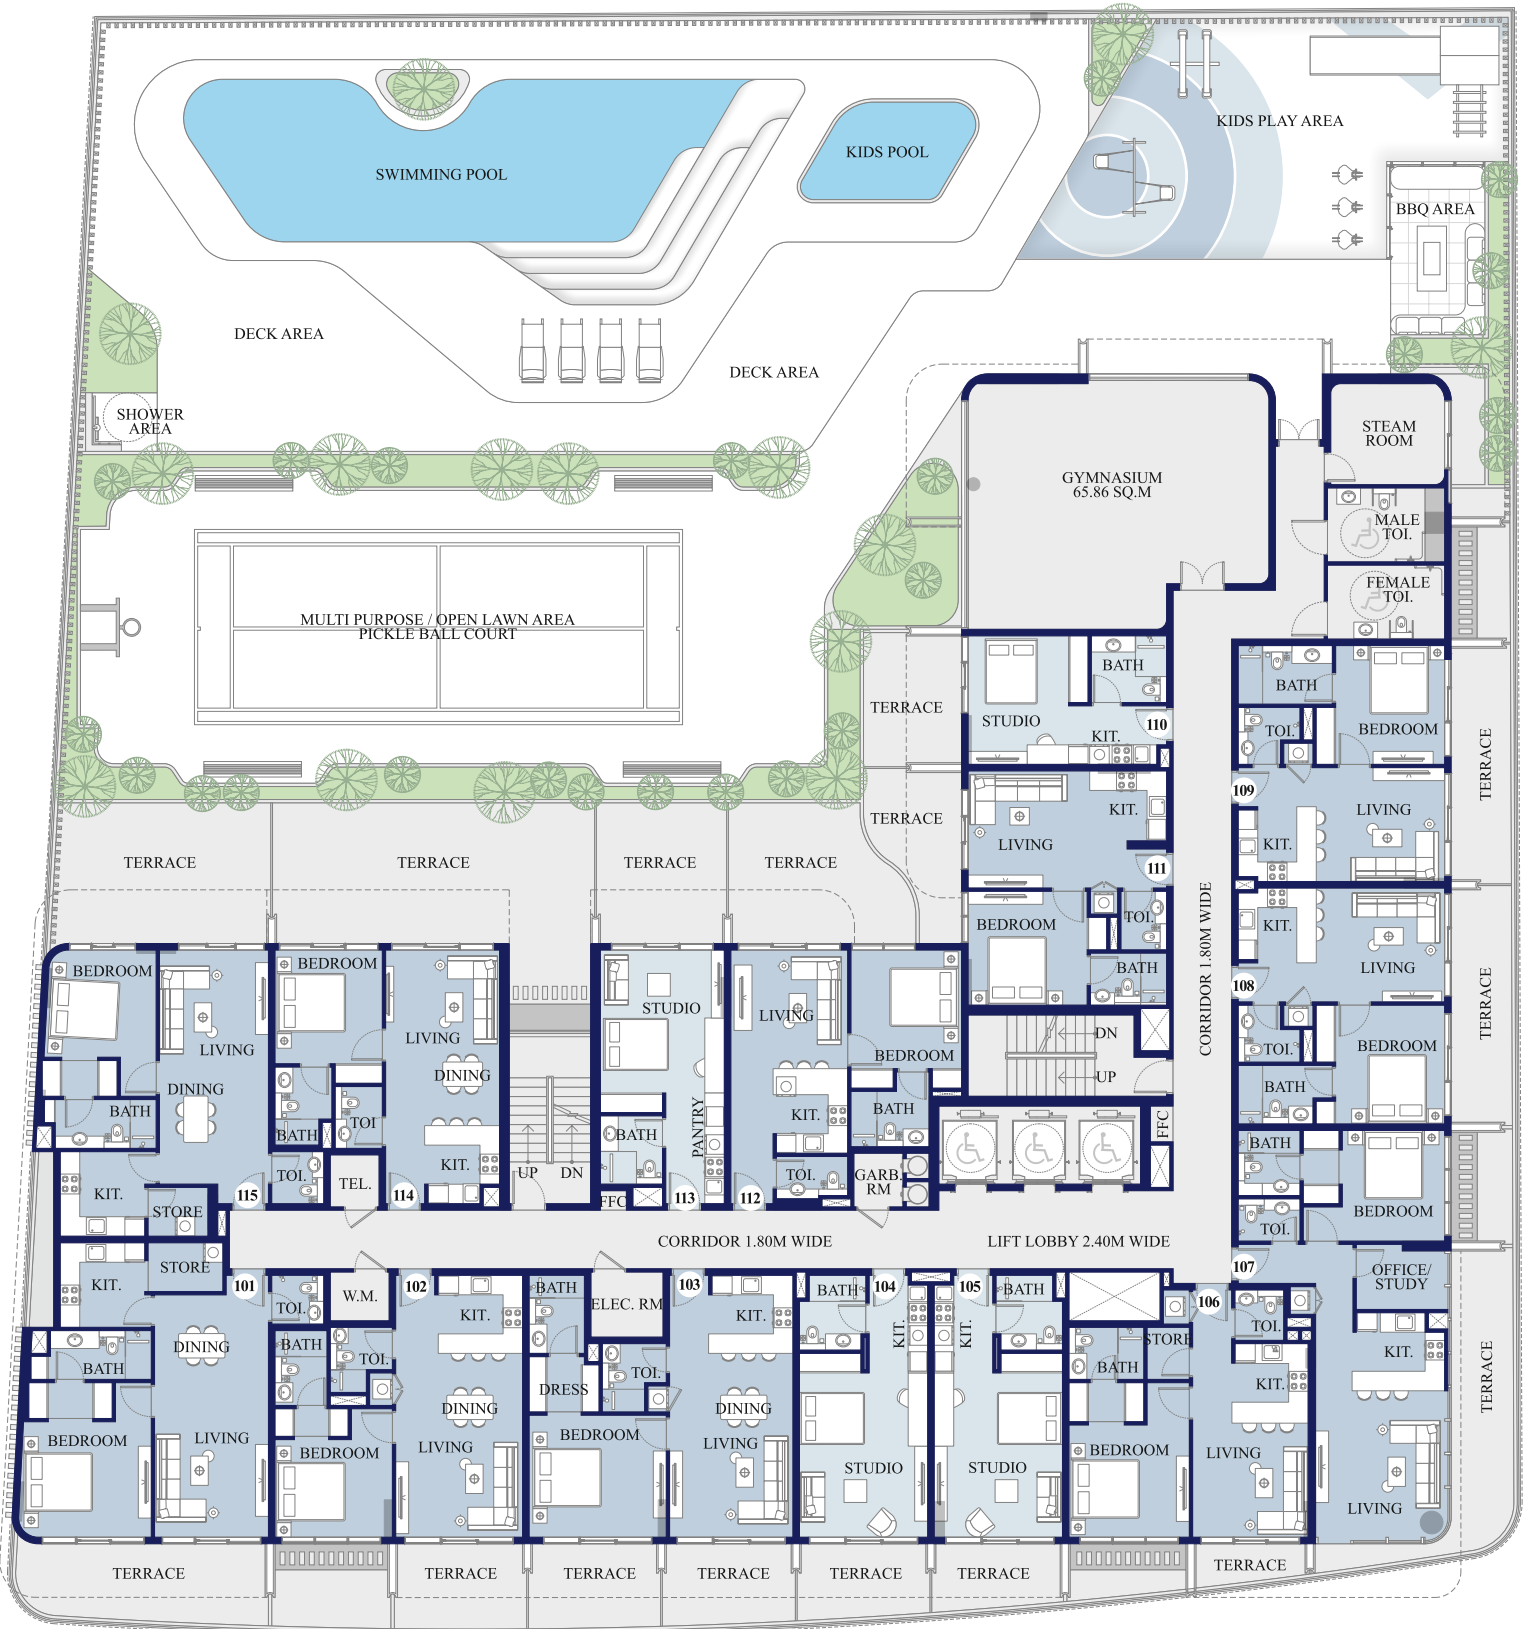 KIDS PLAY AREA
KIDS POOL
SWIMMING POOL
BBQ AREA
DECK AREA
DECK AREA
SHOWER
AREA
STEAM
ROOM
GYMNASIUM
65.86 SQ.M
MALE
TOI.
FEMALE
TOI.
MULTI PURPOSE / OPEN LAWN AREA
PICKLE BALL COURT
BATH
BATH
TERRACE
STUDIO
110
KIT.
TOI.
BEDROOM
TERRACE
109
TERRACE
KIT.
LIVING
LIVING
KIT.
111
TERRACE
TERRACE
TERRACE
TERRACE
CORRIDOR 1.80M WIDE
BEDROOM
TOI.
KIT.
LIVING
BATH
108
TERRACE
BEDROOM
BEDROOM
STUDIO
LIVING
LIVING
LIVING
BEDROOM
DN
UP
TOI.
BEDROOM
DINING
DINING
BATH
BATH
TOI
BATH
BATH
PANTRY
KIT.
BATH
FFC
BATH
KIT.
TOI.
TEL.
KIT.
UP
DN
TOI.
GARB.
RM
115
114
FFC
113
112
STORE
BEDROOM
TOI.
CORRIDOR 1.80M WIDE
LIFT LOBBY 2.40M WIDE
107
OFFICE/
STUDY
KIT.
STORE
101
TOI.
W.M.
102
KIT.
BATH
ELEC. RM
103
KIT.
BATH
104
KIT.
105
KIT.
BATH
106
TOI.
STORE
DINING
BATH
BATH
TOI.
TOI.
DRESS
BATH
KIT.
KIT.
TERRACE
DINING
DINING
BEDROOM
LIVING
BEDROOM
LIVING
BEDROOM
LIVING
STUDIO
STUDIO
BEDROOM
LIVING
LIVING
TERRACE
TERRACE
TERRACE
TERRACE
TERRACE
TERRACE
TERRACE